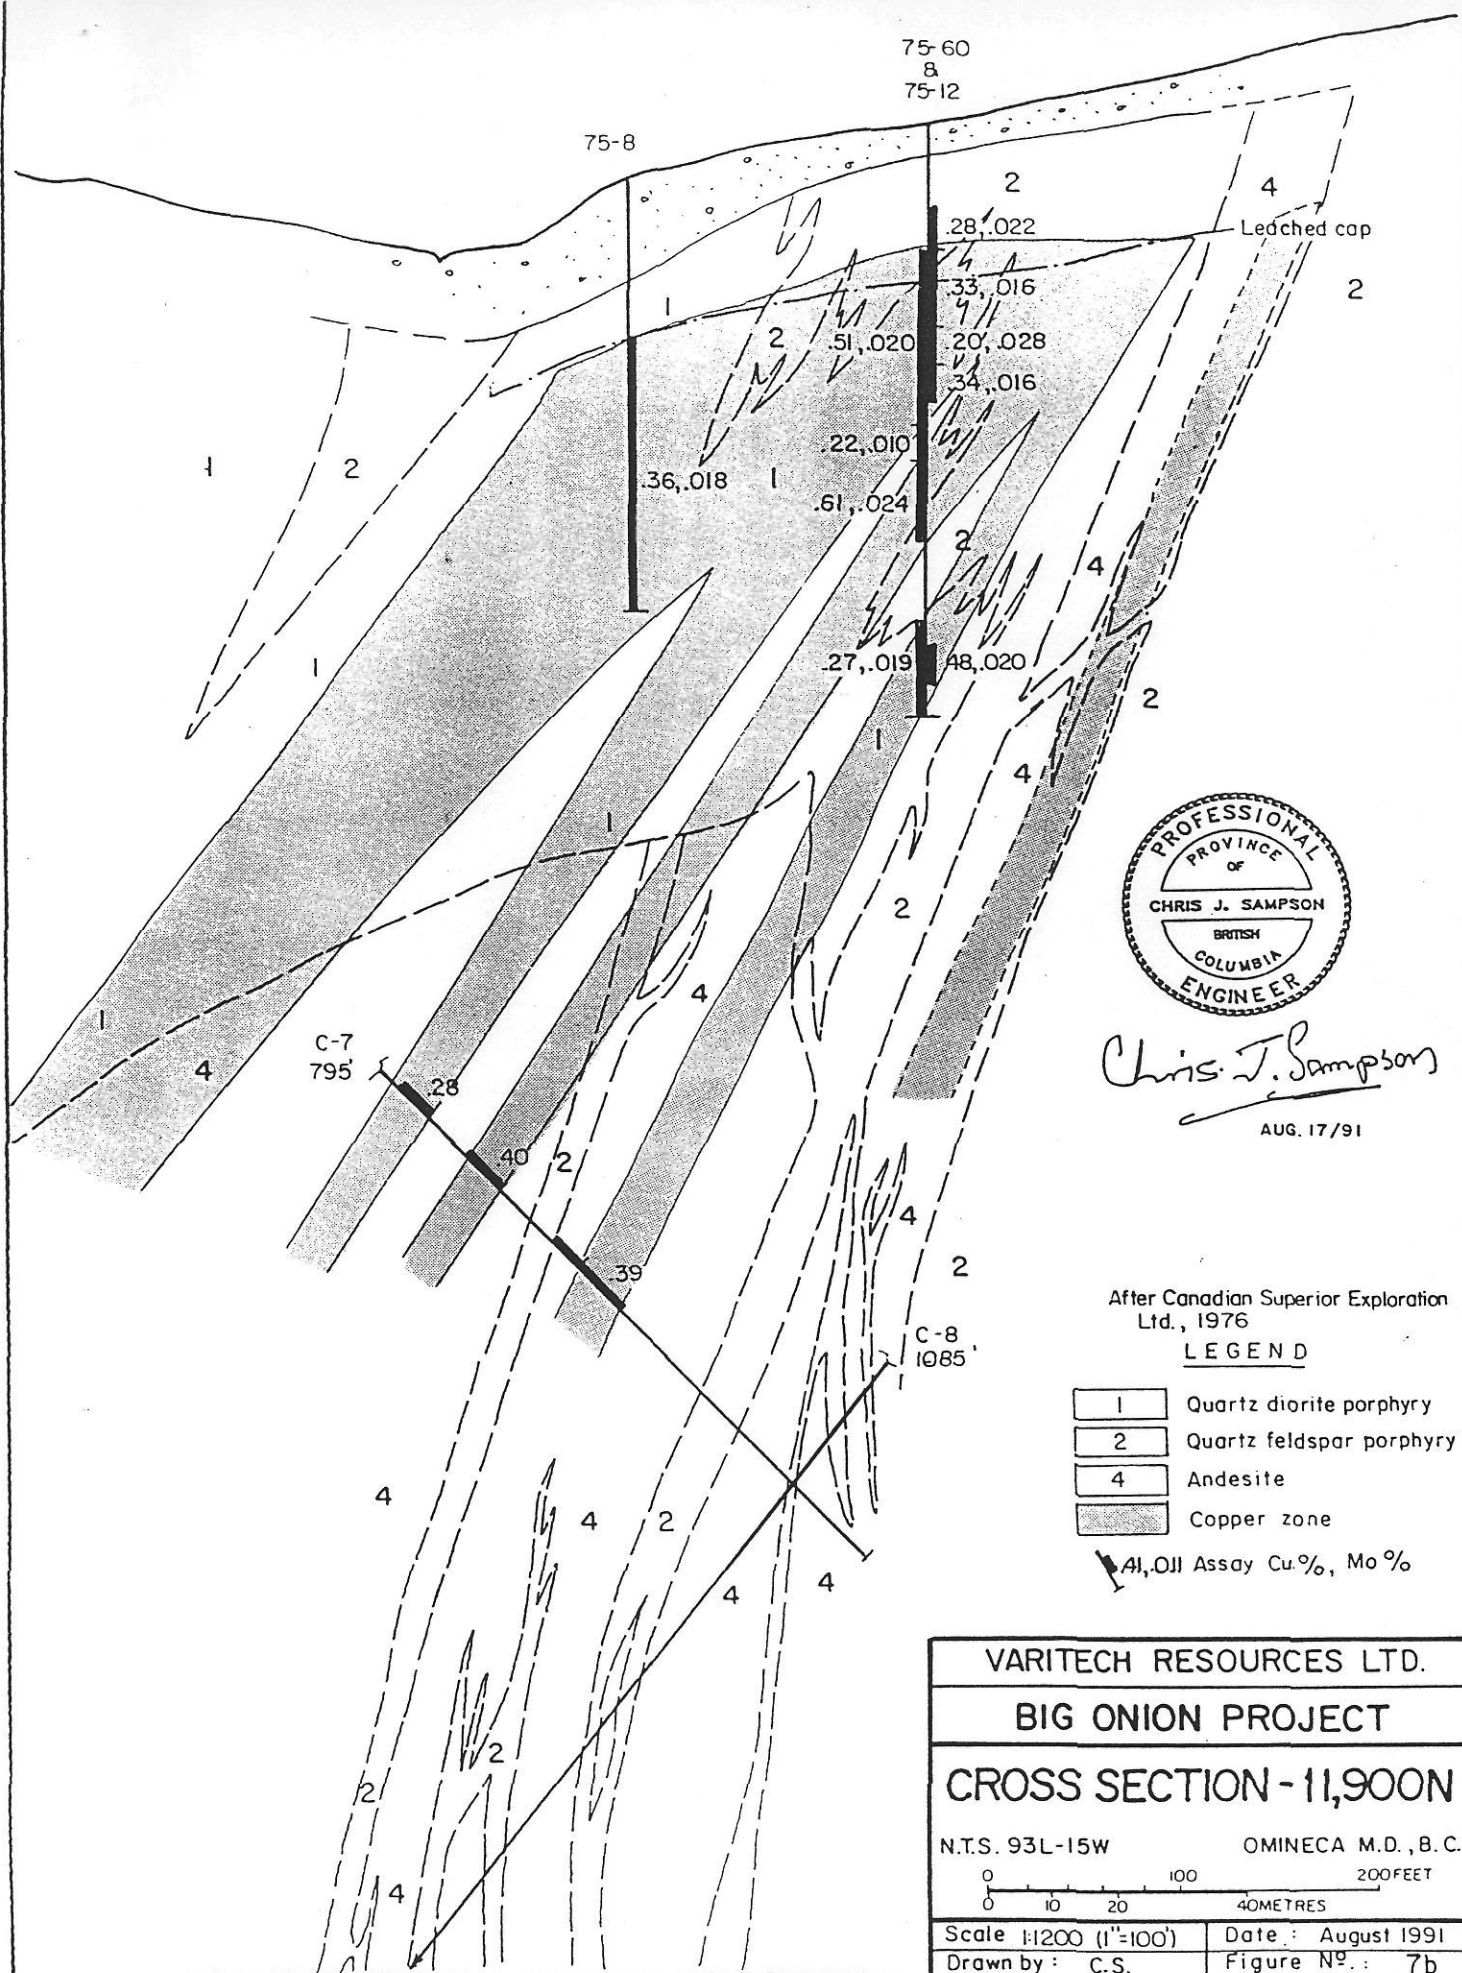 75-60
&
75-12
75-8
2
4
.28,.022
Leached cap
.33,.016
2
1
2
.51,.020
.20,.028
.34,.016
.22,.010
1
2
.36,.018
1
.61,.024
2
4
1
.27,.019
.48,.020
2
1
4
1
PROFESSIONAL
PROVINCE
OF
CHRIS J. SAMPSON
BRITISH
COLUMBIA
ENGINEER
2
4
1
Chris. J. Sampson
C-7
795'
4
.28
AUG. 17/91
.40
2
4
2
.39
After Canadian Superior Exploration
Ltd., 1976
C-8
1085'
LEGEND
1 Quartz diorite porphyry
2 Quartz feldspar porphyry
4 Andesite
Copper zone
.41,.011 Assay Cu.%, Mo %
4
4
2
4
4
2
2
4
VARITECH RESOURCES LTD.
BIG ONION PROJECT
CROSS SECTION - 11,900N
N.T.S. 93L-15W OMINECA M.D., B.C.
0 100 200 FEET
0 10 20 40 METRES
Scale 1:1200 (1"=100') Date : August 1991
Drawn by : C.S. Figure Nº. : 7b